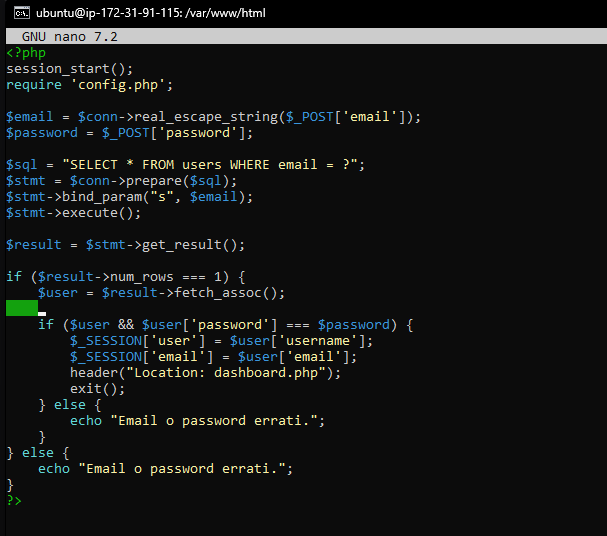 ubuntu@ip-172-31-91-115: /var/www/html
GNU nano 7.2
<?php
session_start();
require 'config.php';

$email = $conn->real_escape_string($_POST['email']);
$password = $_POST['password'];

$sql = "SELECT * FROM users WHERE email = ?";
$stmt = $conn->prepare($sql);
$stmt->bind_param("s", $email);
$stmt->execute();

$result = $stmt->get_result();

if ($result->num_rows === 1) {
    $user = $result->fetch_assoc();

    if ($user && $user['password'] === $password) {
        $_SESSION['user'] = $user['username'];
        $_SESSION['email'] = $user['email'];
        header("Location: dashboard.php");
        exit();
    } else {
        echo "Email o password errati.";
    }
} else {
    echo "Email o password errati.";
}
?>